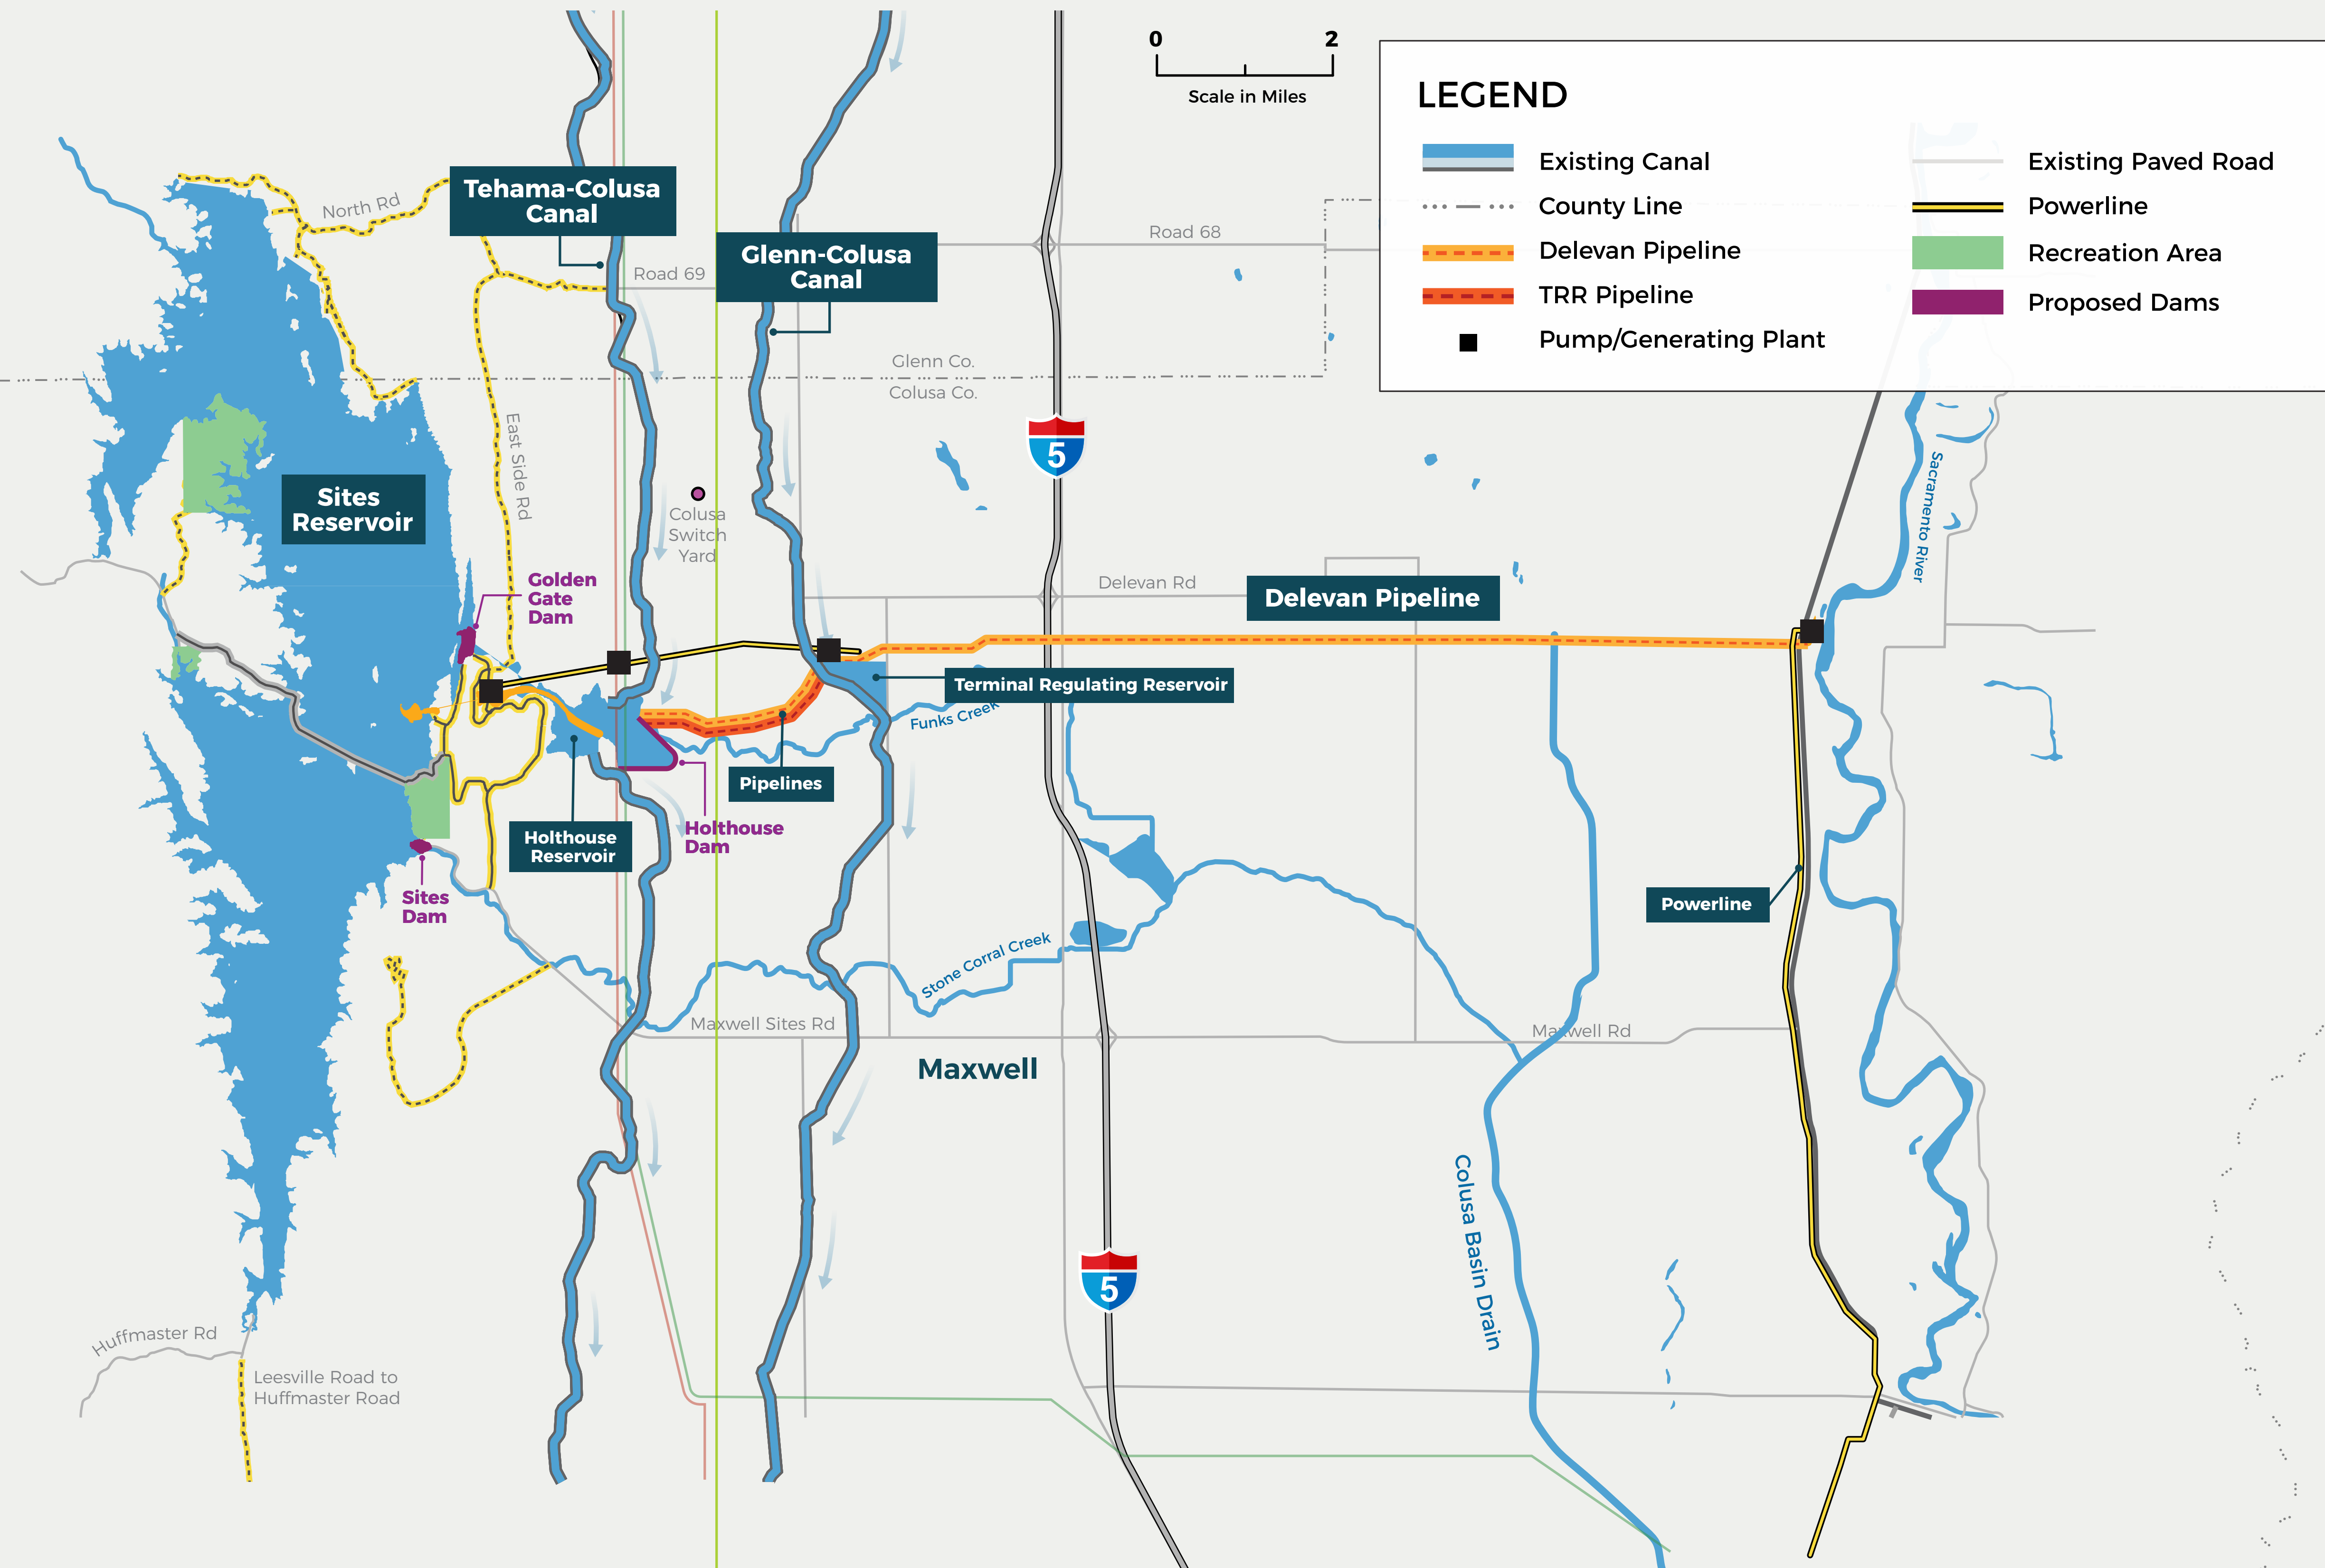 0
2
Scale in Miles
LEGEND
Existing Canal
County Line
Delevan Pipeline
TRR Pipeline
Pump/Generating Plant
Existing Paved Road
Powerline
Recreation Area
Proposed Dams
North Rd
Tehama-Colusa
Canal
Glenn-Colusa
Canal
Road 69
Road 68
Glenn Co.
Colusa Co.
East Side Rd
5
Sites
Reservoir
Colusa
Switch
Yard
Sacramento River
Golden
Gate
Dam
Delevan Rd
Delevan Pipeline
Terminal Regulating Reservoir
Funks Creek
Pipelines
Holthouse
Reservoir
Holthouse
Dam
Sites
Dam
Powerline
Stone Corral Creek
Maxwell Sites Rd
Maxwell Rd
Maxwell
Colusa Basin Drain
5
Huffmaster Rd
Leesville Road to
Huffmaster Road